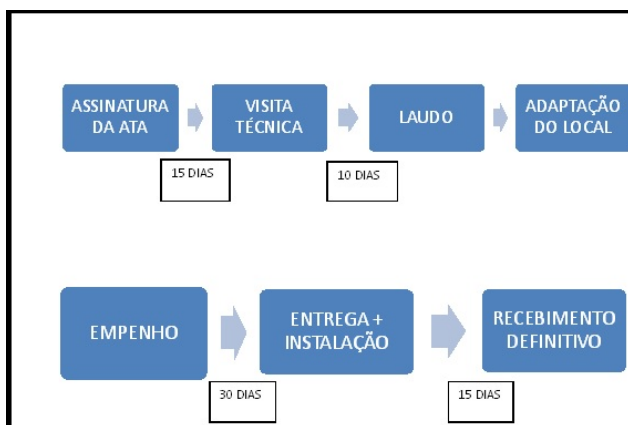 ASSINATURA
DA ATA
VISITA
TÉCNICA
LAUDO
ADAPTAÇÃO
DO LOCAL
15 DIAS
10 DIAS
EMPENHO
ENTREGA +
INSTALAÇÃO
RECEBIMENTO
DEFINITIVO
30 DIAS
15 DIAS